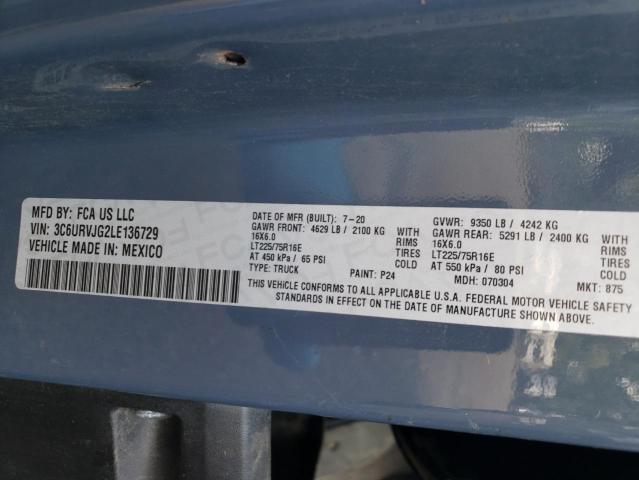 MFD BY: FCA US LLC
VIN: 3C6URVJG2LE136729
VEHICLE MADE IN: MEXICO
DATE OF MFR (BUILT): 7-20
GAWR FRONT: 4629 LB / 2100 KG WITH
16X6.0 RIMS
LT225/75R16E TIRES
AT 450 kPa / 65 PSI COLD
TYPE: TRUCK PAINT: P24
GVWR: 9350 LB / 4242 KG
GAWR REAR: 5291 LB / 2400 KG WITH
16X6.0 RIMS
LT225/75R16E TIRES
AT 550 kPa / 80 PSI COLD
MDH: 070304 MKT: 875
THIS VEHICLE CONFORMS TO ALL APPLICABLE U.S.A. FEDERAL MOTOR VEHICLE SAFETY
STANDARDS IN EFFECT ON THE DATE OF MANUFACTURE SHOWN ABOVE.